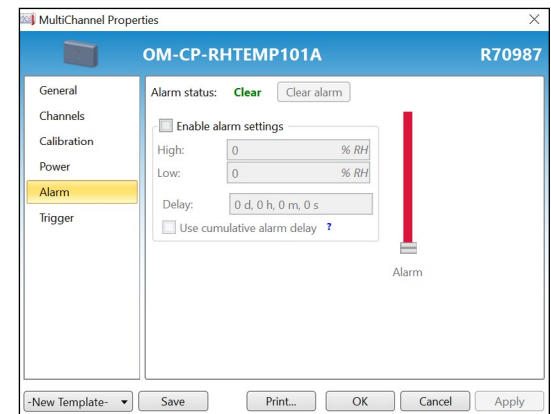 MultiChannel Properties
OM-CP-RHTEMP101A R70987
General
Channels
Calibration
Power
Alarm
Trigger
Alarm status: Clear Clear alarm
Enable alarm settings
High: 0 % RH
Low: 0 % RH
Delay: 0 d, 0 h, 0 m, 0 s
Use cumulative alarm delay ?
Alarm
-New Template- Save Print... OK Cancel Apply